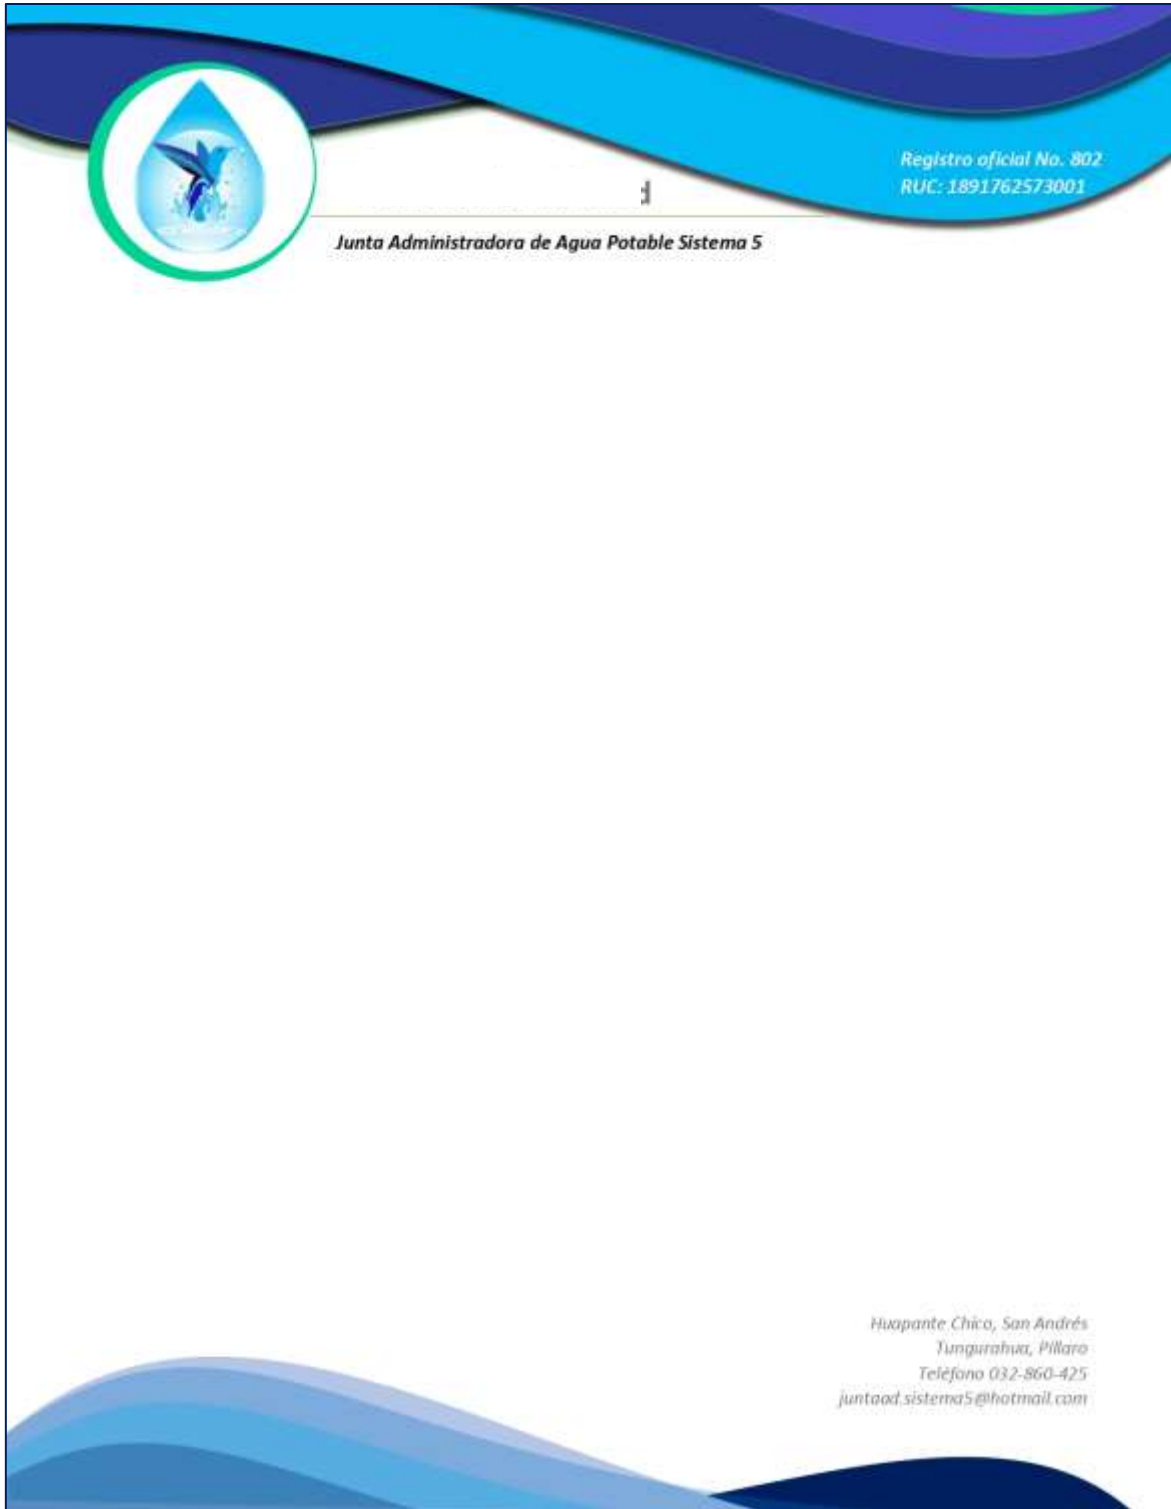 Registro oficial No. 802
RUC: 1891762573001
d
Junta Administradora de Agua Potable Sistema 5
Huapante Chico, San Andrés
Tungurahua, Píllaro
Teléfono 032-860-425
juntaad.sistema5@hotmail.com